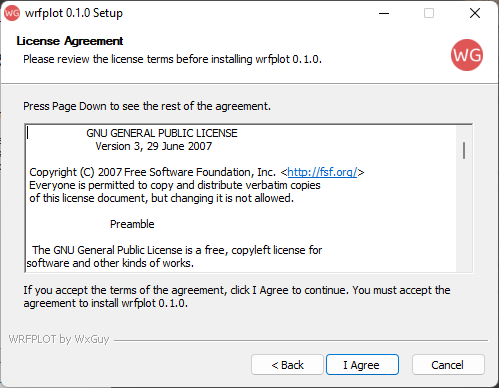 WG wrfplot 0.1.0 Setup
License Agreement
Please review the license terms before installing wrfplot 0.1.0.
WG
Press Page Down to see the rest of the agreement.
GNU GENERAL PUBLIC LICENSE
Version 3, 29 June 2007
Copyright (C) 2007 Free Software Foundation, Inc. <http://fsf.org/>
Everyone is permitted to copy and distribute verbatim copies
of this license document, but changing it is not allowed.
Preamble
The GNU General Public License is a free, copyleft license for
software and other kinds of works.
If you accept the terms of the agreement, click I Agree to continue. You must accept the
agreement to install wrfplot 0.1.0.
WRFPLOT by WxGuy
< Back I Agree Cancel